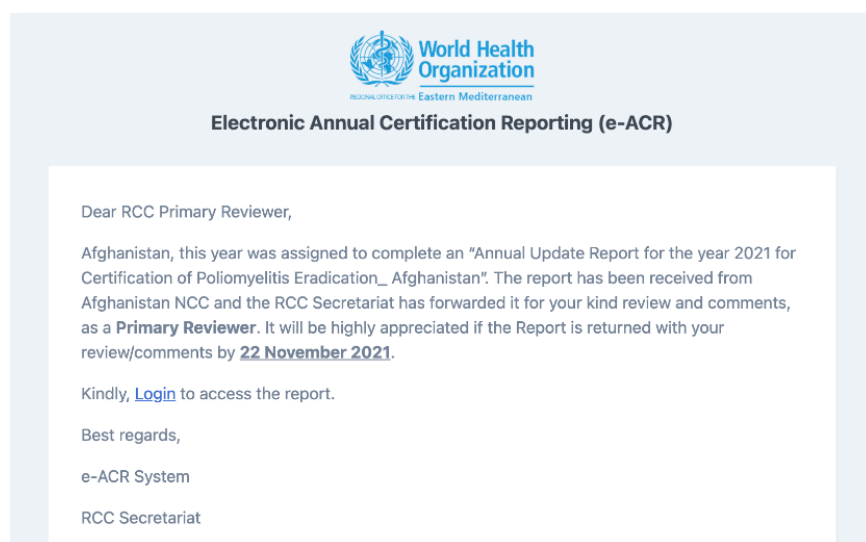 World Health
Organization
REGIONAL OFFICE FOR THE Eastern Mediterranean
Electronic Annual Certification Reporting (e-ACR)
Dear RCC Primary Reviewer,
Afghanistan, this year was assigned to complete an “Annual Update Report for the year 2021 for
Certification of Poliomyelitis Eradication_ Afghanistan”. The report has been received from
Afghanistan NCC and the RCC Secretariat has forwarded it for your kind review and comments,
as a Primary Reviewer. It will be highly appreciated if the Report is returned with your
review/comments by 22 November 2021.
Kindly, Login to access the report.
Best regards,
e-ACR System
RCC Secretariat